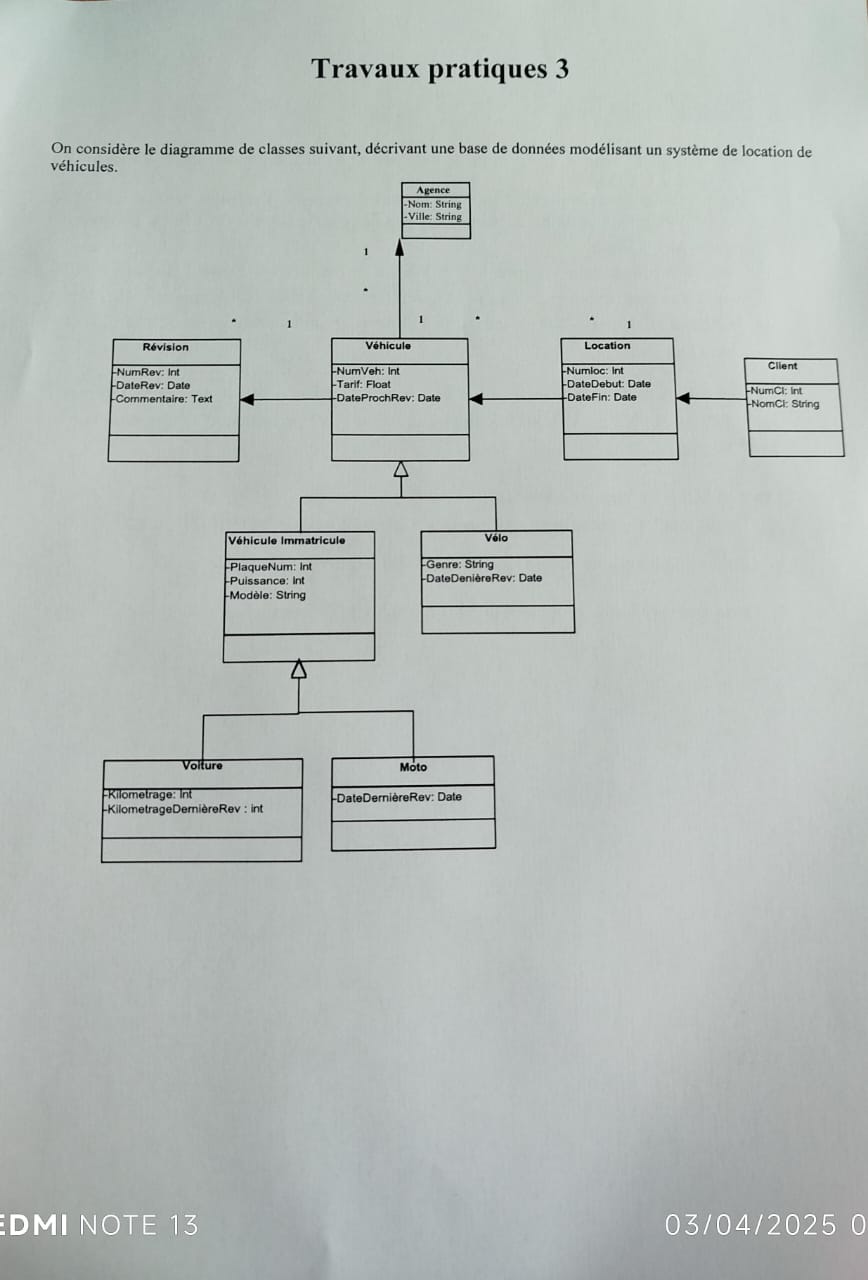 Travaux pratiques 3
On considère le diagramme de classes suivant, décrivant une base de données modélisant un système de location de
véhicules.
Agence
-Nom: String
-Ville: String
1
*
* 1
1 *
* 1
Révision
-NumRev: Int
-DateRev: Date
-Commentaire: Text
Véhicule
-NumVeh: Int
-Tarif: Float
-DateProchRev: Date
Location
-Numloc: Int
-DateDebut: Date
-DateFin: Date
Client
-NumCl: Int
-NomCl: String
Véhicule Immatricule
-PlaqueNum: Int
-Puissance: Int
-Modèle: String
Vélo
-Genre: String
-DateDenièreRev: Date
Voiture
-Kilometrage: Int
-KilometrageDernièreRev : int
Moto
-DateDernièreRev: Date
EDMI NOTE 13
03/04/2025 0